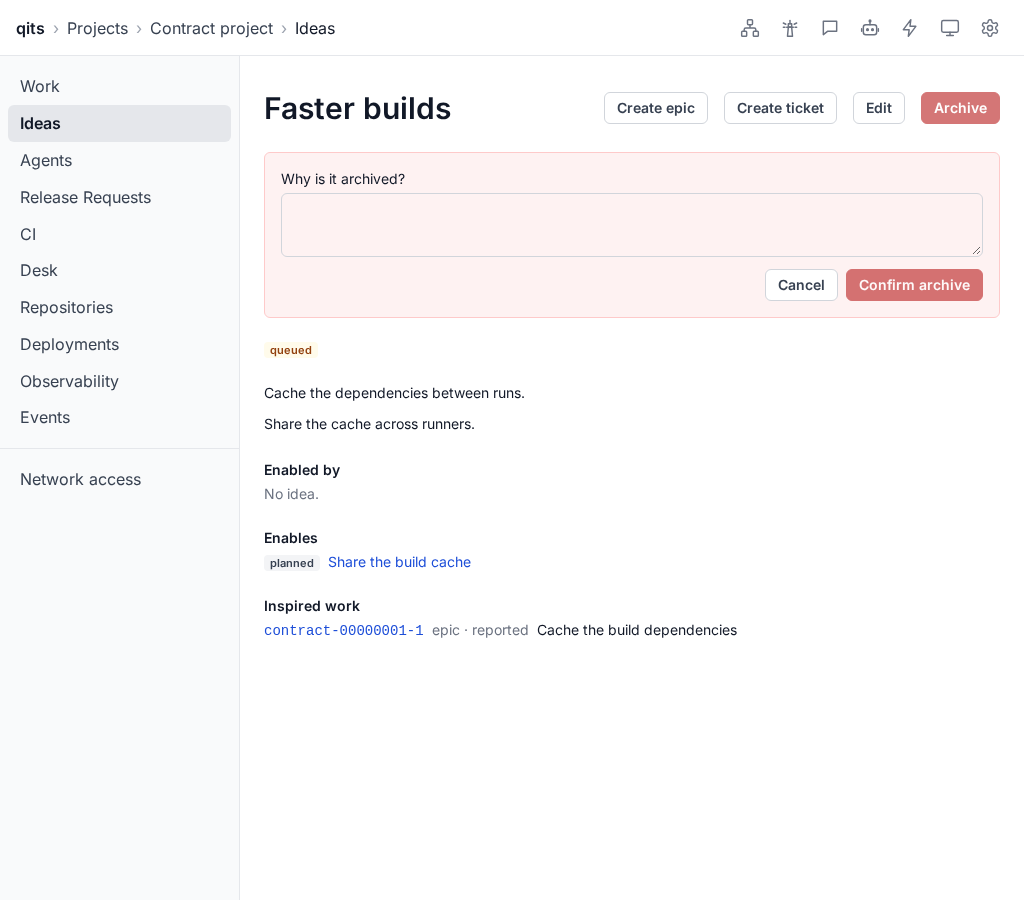 qits › Projects › Contract project › Ideas
Work
Ideas
Agents
Release Requests
CI
Desk
Repositories
Deployments
Observability
Events
Network access
Faster builds
Create epic
Create ticket
Edit
Archive
Why is it archived?
Cancel
Confirm archive
queued
Cache the dependencies between runs.
Share the cache across runners.
Enabled by
No idea.
Enables
planned Share the build cache
Inspired work
contract-00000001-1 epic · reported Cache the build dependencies